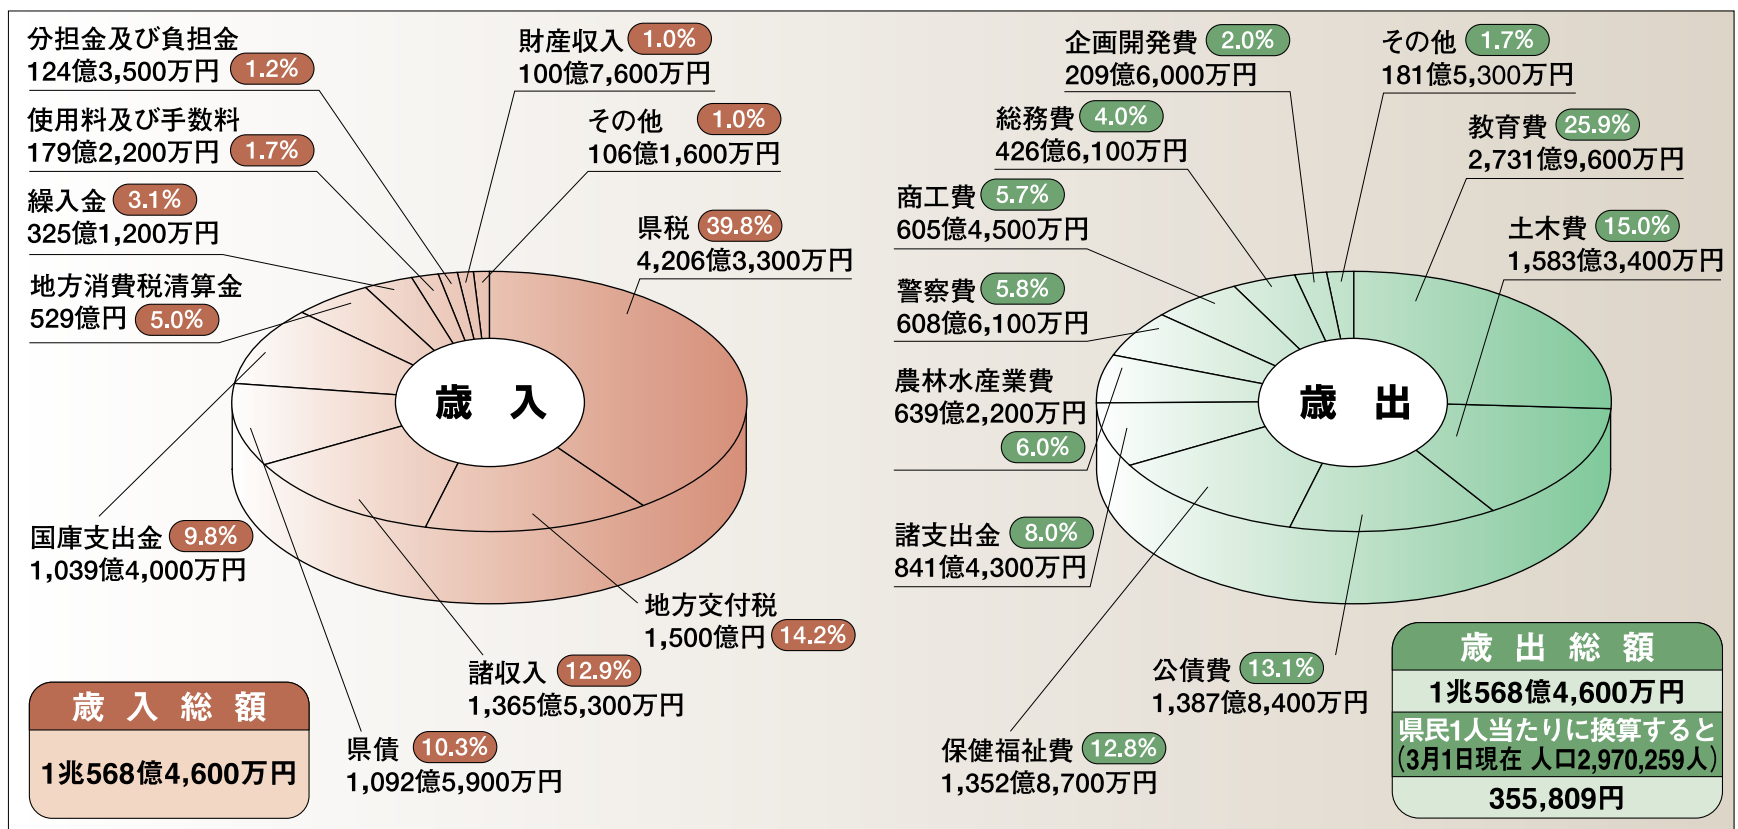 分担金及び負担金
124億3,500万円 1.2%
使用料及び手数料
179億2,200万円 1.7%
繰入金 3.1%
325億1,200万円
地方消費税清算金
529億円 5.0%
国庫支出金 9.8%
1,039億4,000万円
財産収入 1.0%
100億7,600万円
その他 1.0%
106億1,600万円
県税 39.8%
4,206億3,300万円
歳 入
地方交付税
1,500億円 14.2%
諸収入 12.9%
1,365億5,300万円
県債 10.3%
1,092億5,900万円
歳入総額
1兆568億4,600万円
企画開発費 2.0%
209億6,000万円
その他 1.7%
181億5,300万円
総務費 4.0%
426億6,100万円
教育費 25.9%
2,731億9,600万円
商工費 5.7%
605億4,500万円
土木費 15.0%
1,583億3,400万円
警察費 5.8%
608億6,100万円
農林水産業費
639億2,200万円
6.0%
歳 出
諸支出金 8.0%
841億4,300万円
公債費 13.1%
1,387億8,400万円
保健福祉費 12.8%
1,352億8,700万円
歳出総額
1兆568億4,600万円
県民1人当たりに換算すると
(3月1日現在 人口2,970,259人)
355,809円